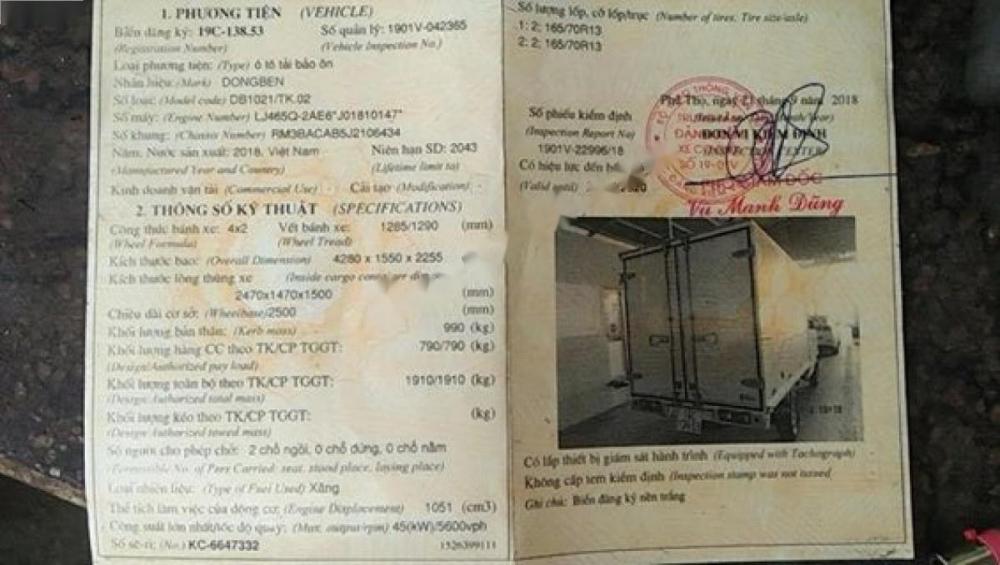 1. PHƯƠNG TIỆN (VEHICLE)
Biển đăng ký: 19C-138.53 Số quản lý: 1901V-042365
(Registration Number) (Vehicle Inspection No.)
Loại phương tiện: (Type) ô tô tải bảo ôn
Nhãn hiệu: (Mark) DONGBEN
Số loại: (Model code) DB1021/TK.02
Số máy: (Engine Number) LJ465Q-2AE6*J01810147*
Số khung: (Chassis Number) RM3BACAB5J2106434
Năm, Nước sản xuất: 2018, Việt Nam Niên hạn SD: 2043
(Manufactured Year and Country) (Lifetime limit to)
Kinh doanh vận tải (Commercial Use) Cải tạo (Modification) -
2. THÔNG SỐ KỸ THUẬT (SPECIFICATIONS)
Công thức bánh xe: 4x2 Vết bánh xe: 1285/1290 (mm)
(Wheel Formula) (Wheel Tread)
Kích thước bao: (Overall Dimension) 4280 x 1550 x 2255
Kích thước lòng thùng xe (Inside cargo container
2470x1470x1500 (mm)
Chiều dài cơ sở: (Wheelbase) 2500 (mm)
Khối lượng bản thân: (Kerb mass) 990 (kg)
Khối lượng hàng CC theo TK/CP TGGT: 790/790 (kg)
(Design/Authorized pay load)
Khối lượng toàn bộ theo TK/CP TGGT: 1910/1910 (kg)
(Design/Authorized total mass)
Khối lượng kéo theo TK/CP TGGT: (kg)
(Design/Authorized towed mass)
Số người cho phép chở: 2 chỗ ngồi, 0 chỗ đứng, 0 chỗ nằm
(Permissible No. of Pers Carried: seat, stood place, laying place)
Loại nhiên liệu: (Type of Fuel Used) Xăng
Thể tích làm việc của động cơ: (Engine Displacement) 1051 (cm3)
Công suất lớn nhất/tốc độ quay: (Max. output/rpm) 45(kW)/5600vph
Số sê-ri: (No.) KC-6647332 1526399111
Số lượng lốp, cỡ lốp/trục (Number of tires, Tire size/axle)
1: 2; 165/70R13
2: 2; 165/70R13
Phú Thọ, ngày 21 tháng 9 năm 2018
Số phiếu kiểm định
(Inspection Report No) ĐƠN VỊ KIỂM ĐỊNH
1901V-22996/18
Có hiệu lực đến hết
(Valid until)
Vũ Mạnh Dũng
Có lắp thiết bị giám sát hành trình (Equipped with Tachograph)
Không cấp tem kiểm định (Inspection stamp was not issued
Ghi chú: Biển đăng ký nền trắng